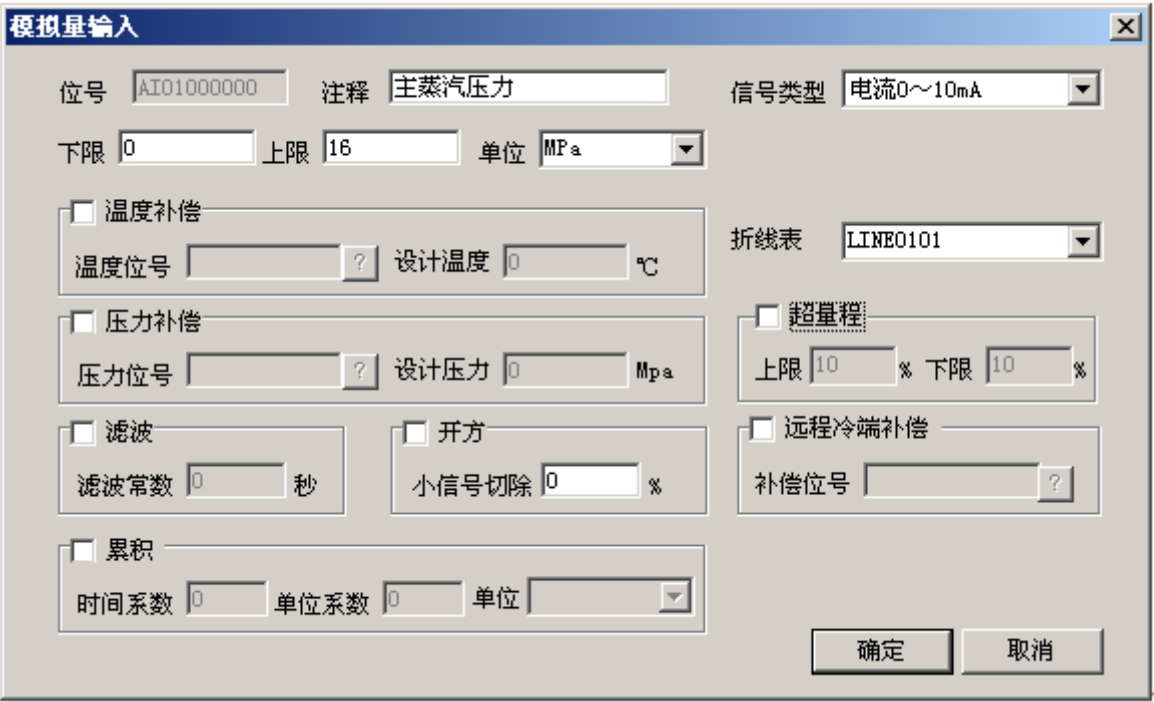 模拟量输入
位号 AI01000000 注释 主蒸汽压力 信号类型 电流0～10mA
下限 0 上限 16 单位 MPa
温度补偿
折线表 LINE0101
温度位号 ? 设计温度 0 ℃
压力补偿 超量程
压力位号 ? 设计压力 0 Mpa 上限 10 % 下限 10 %
滤波 开方 远程冷端补偿
滤波常数 0 秒 小信号切除 0 % 补偿位号 ?
累积
时间系数 0 单位系数 0 单位
确定 取消